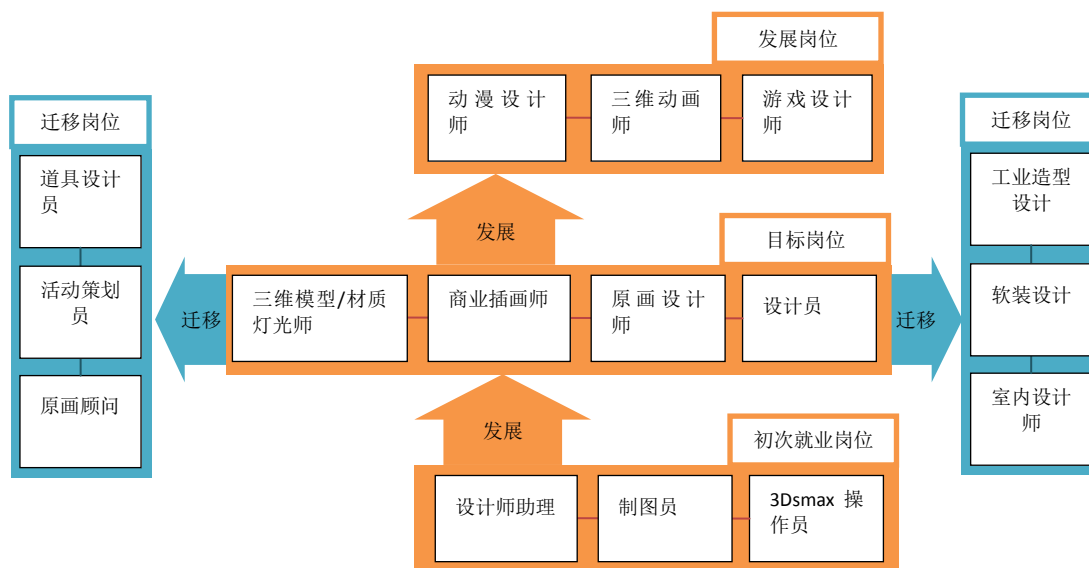 发展岗位
动漫设计
师
三维动画
师
游戏设计
师
迁移岗位
道具设计
员
活动策划
员
原画顾问
迁移
发展
目标岗位
三维模型/材质
灯光师
商业插画师
原画设计
师
设计员
迁移
迁移岗位
工业造型
设计
软装设计
室内设计
师
发展
初次就业岗位
设计师助理
制图员
3Dsmax 操
作员